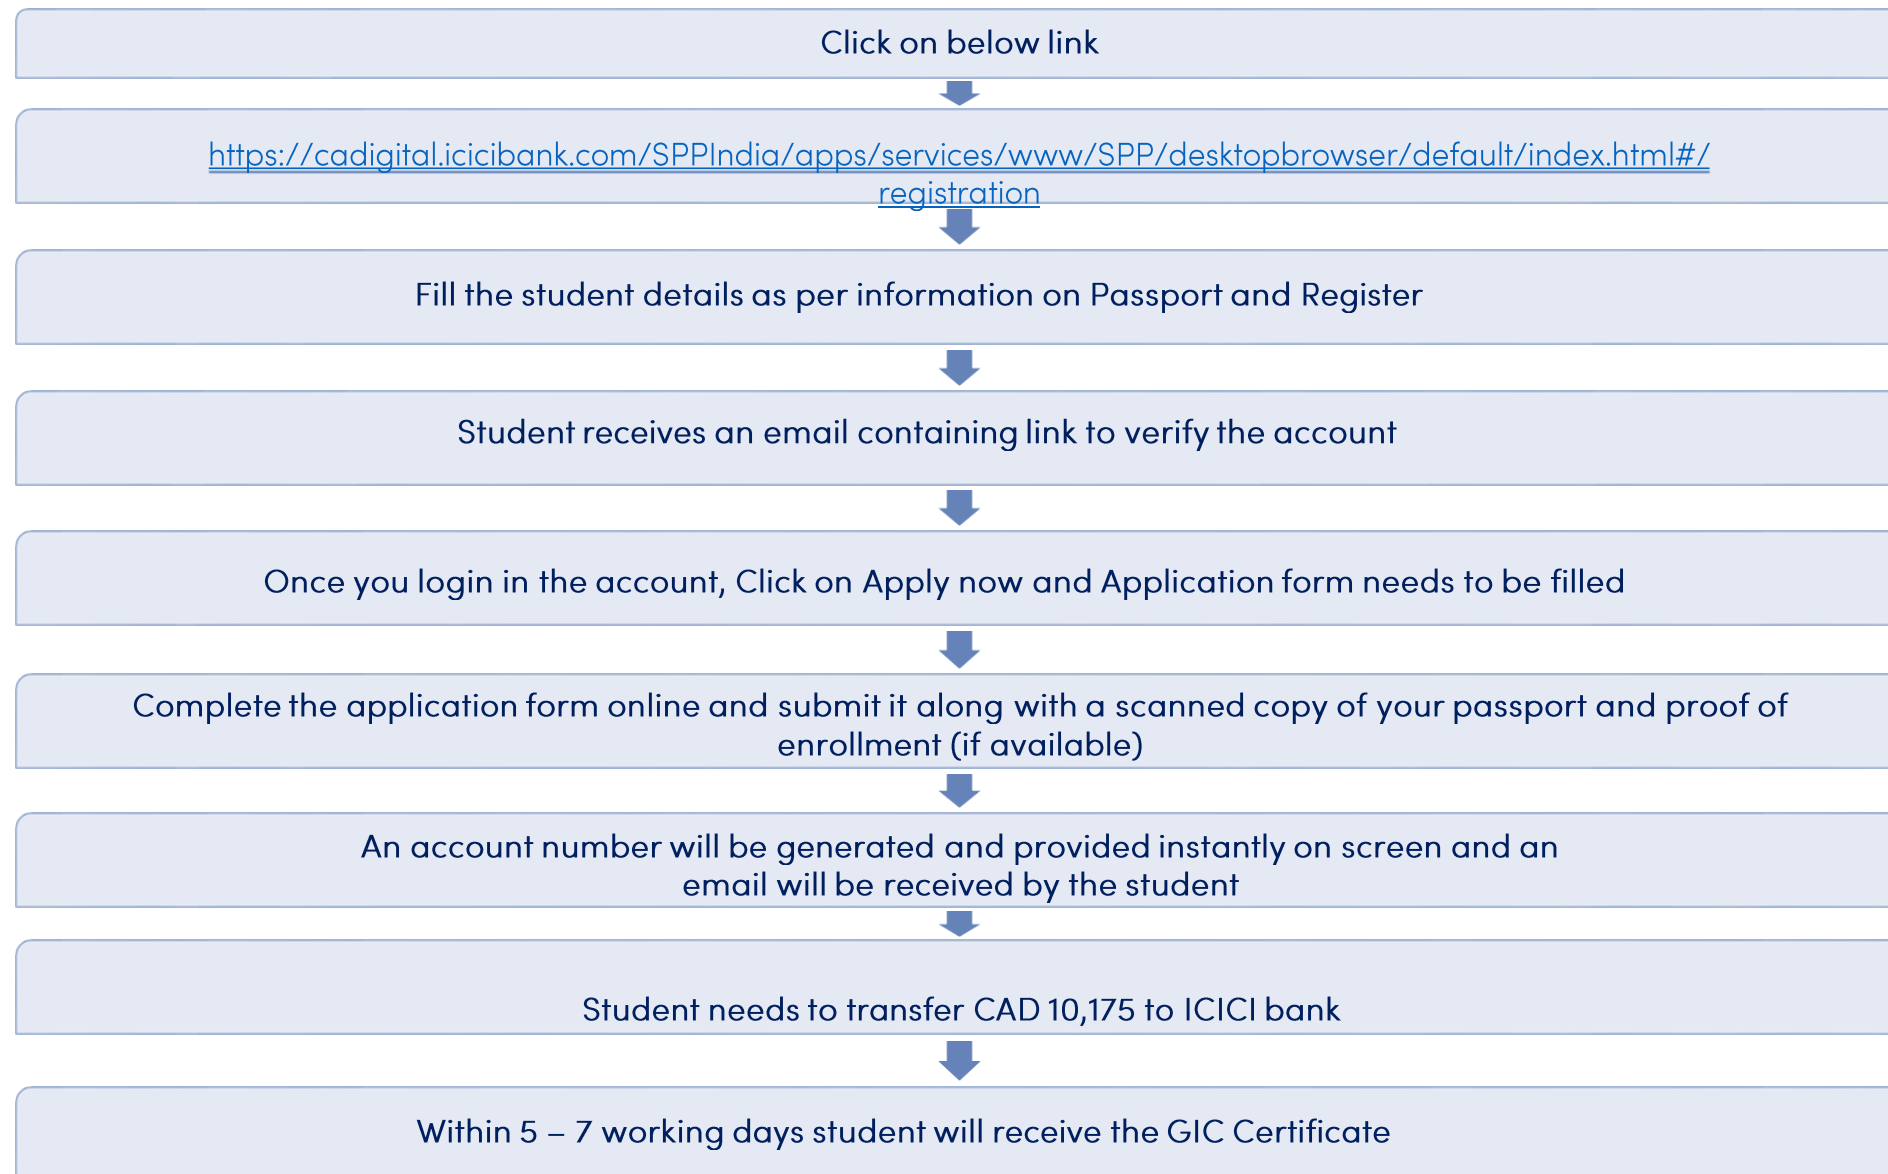 Click on below link
https://cadigital.icicibank.com/SPPIndia/apps/services/www/SPP/desktopbrowser/default/index.html#/
registration
Fill the student details as per information on Passport and Register
Student receives an email containing link to verify the account
Once you login in the account, Click on Apply now and Application form needs to be filled
Complete the application form online and submit it along with a scanned copy of your passport and proof of
enrollment (if available)
An account number will be generated and provided instantly on screen and an
email will be received by the student
Student needs to transfer CAD 10,175 to ICICI bank
Within 5 – 7 working days student will receive the GIC Certificate